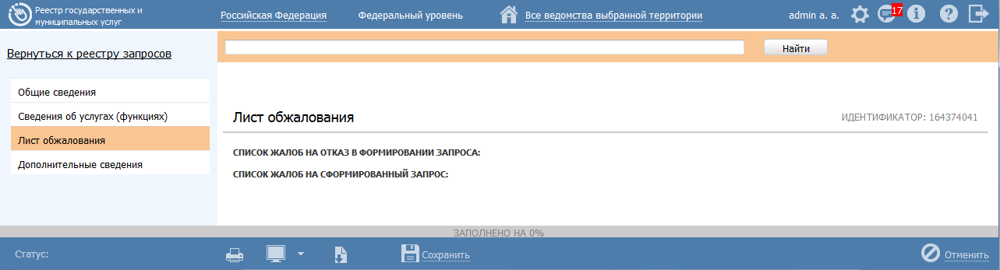 Реестр государственных и
муниципальных услуг
Российская Федерация
Федеральный уровень
Все ведомства выбранной территории
admin a. a.
17
Вернуться к реестру запросов
Найти
Общие сведения
Сведения об услугах (функциях)
Лист обжалования
Дополнительные сведения
Лист обжалования
ИДЕНТИФИКАТОР: 164374041
СПИСОК ЖАЛОБ НА ОТКАЗ В ФОРМИРОВАНИИ ЗАПРОСА:
СПИСОК ЖАЛОБ НА СФОРМИРОВАННЫЙ ЗАПРОС:
ЗАПОЛНЕНО НА 0%
Статус:
Сохранить
Отменить